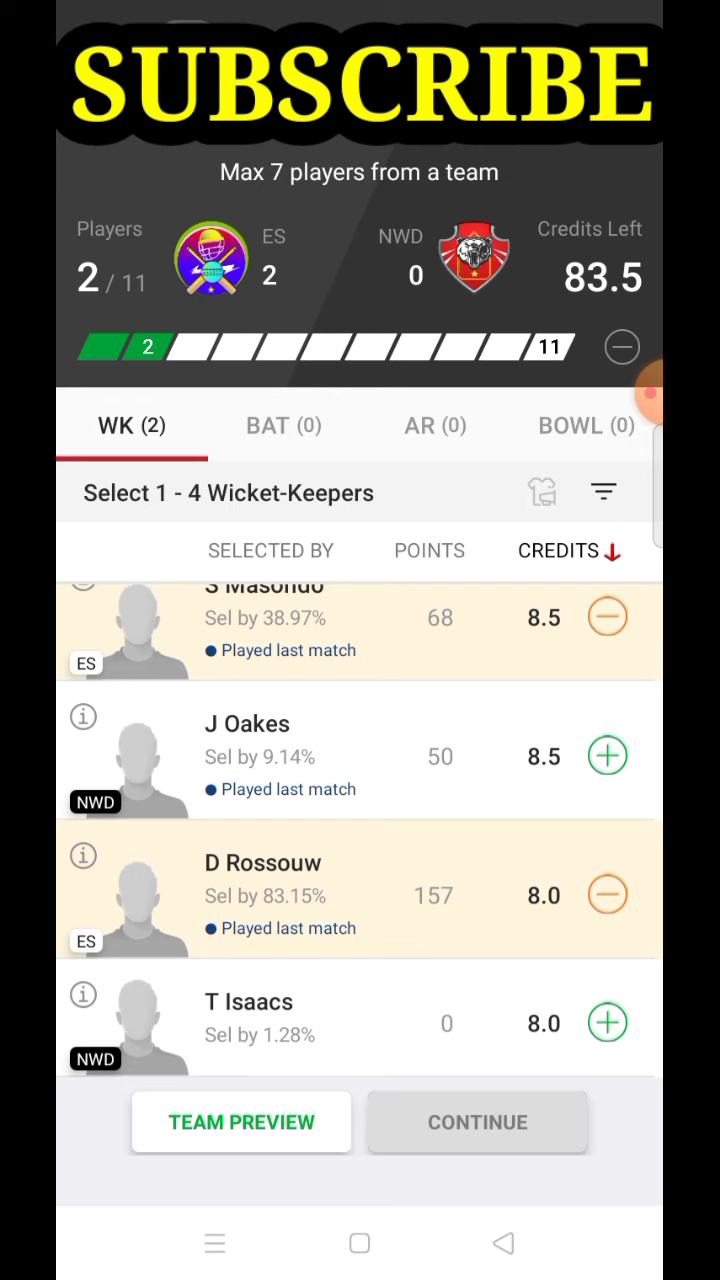 SUBSCRIBE
Max 7 players from a team
Players ES NWD Credits Left
2 / 11 2 0 83.5
2 11
WK (2) BAT (0) AR (0) BOWL (0)
Select 1 - 4 Wicket-Keepers
SELECTED BY POINTS CREDITS
S Masondo
Sel by 38.97% 68 8.5
Played last match
ES
J Oakes
Sel by 9.14% 50 8.5
Played last match
NWD
D Rossouw
Sel by 83.15% 157 8.0
Played last match
ES
T Isaacs
Sel by 1.28% 0 8.0
NWD
TEAM PREVIEW CONTINUE